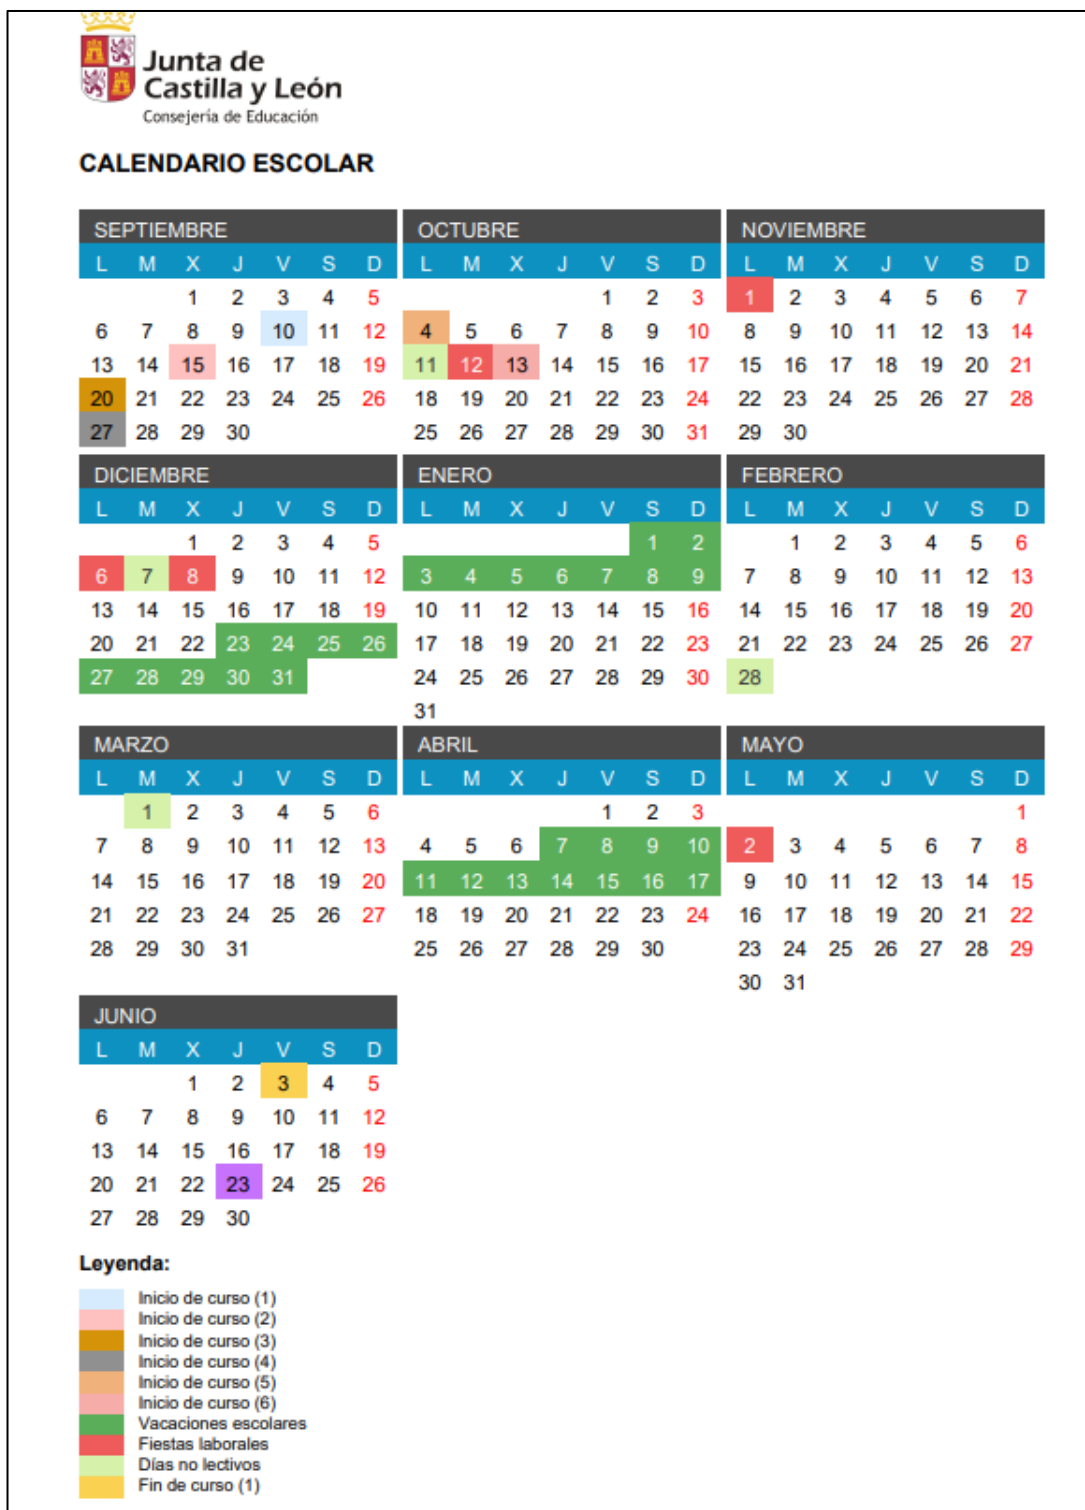 Junta de
Castilla y León
Consejería de Educación
CALENDARIO ESCOLAR
SEPTIEMBRE
L M X J V S D
1 2 3 4 5
6 7 8 9 10 11 12
13 14 15 16 17 18 19
20 21 22 23 24 25 26
27 28 29 30
OCTUBRE
L M X J V S D
1 2 3
4 5 6 7 8 9 10
11 12 13 14 15 16 17
18 19 20 21 22 23 24
25 26 27 28 29 30 31
NOVIEMBRE
L M X J V S D
1 2 3 4 5 6 7
8 9 10 11 12 13 14
15 16 17 18 19 20 21
22 23 24 25 26 27 28
29 30
DICIEMBRE
L M X J V S D
1 2 3 4 5
6 7 8 9 10 11 12
13 14 15 16 17 18 19
20 21 22 23 24 25 26
27 28 29 30 31
ENERO
L M X J V S D
1 2
3 4 5 6 7 8 9
10 11 12 13 14 15 16
17 18 19 20 21 22 23
24 25 26 27 28 29 30
31
FEBRERO
L M X J V S D
1 2 3 4 5 6
7 8 9 10 11 12 13
14 15 16 17 18 19 20
21 22 23 24 25 26 27
28
MARZO
L M X J V S D
1 2 3 4 5 6
7 8 9 10 11 12 13
14 15 16 17 18 19 20
21 22 23 24 25 26 27
28 29 30 31
ABRIL
L M X J V S D
1 2 3
4 5 6 7 8 9 10
11 12 13 14 15 16 17
18 19 20 21 22 23 24
25 26 27 28 29 30
MAYO
L M X J V S D
1
2 3 4 5 6 7 8
9 10 11 12 13 14 15
16 17 18 19 20 21 22
23 24 25 26 27 28 29
30 31
JUNIO
L M X J V S D
1 2 3 4 5
6 7 8 9 10 11 12
13 14 15 16 17 18 19
20 21 22 23 24 25 26
27 28 29 30
Leyenda:
Inicio de curso (1)
Inicio de curso (2)
Inicio de curso (3)
Inicio de curso (4)
Inicio de curso (5)
Inicio de curso (6)
Vacaciones escolares
Fiestas laborales
Días no lectivos
Fin de curso (1)